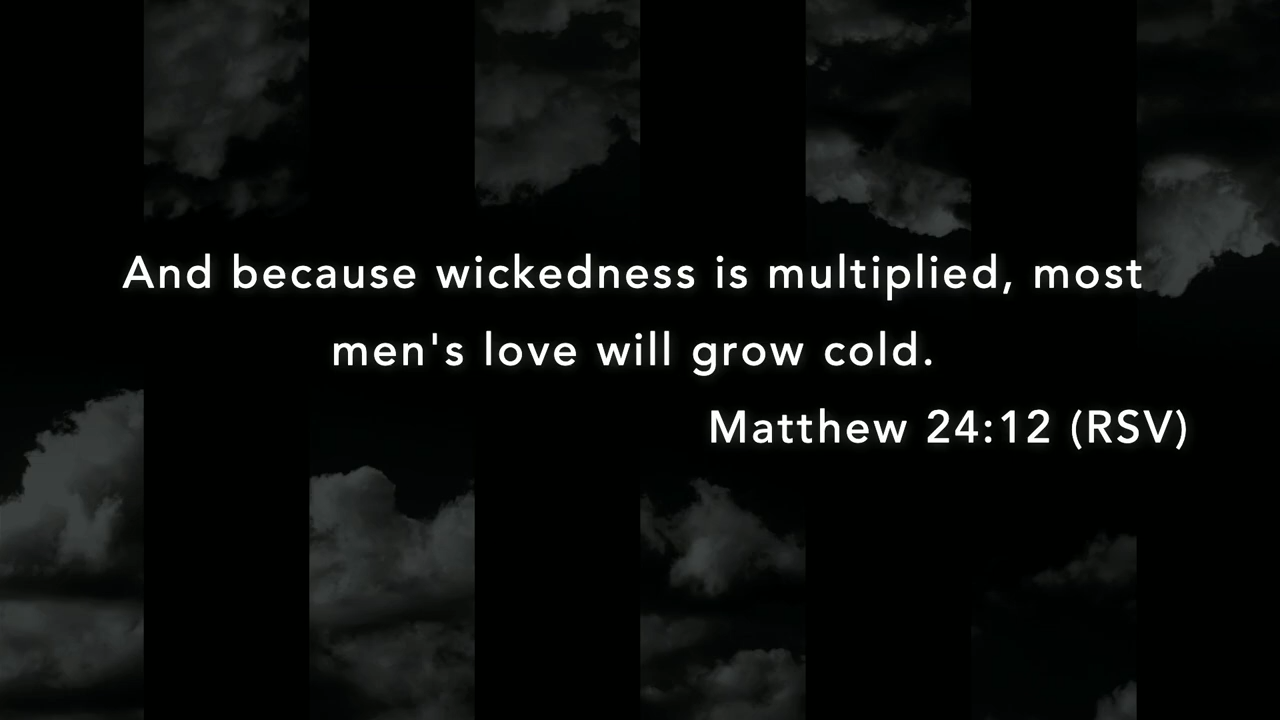 And because wickedness is multiplied, most
men's love will grow cold.
Matthew 24:12 (RSV)